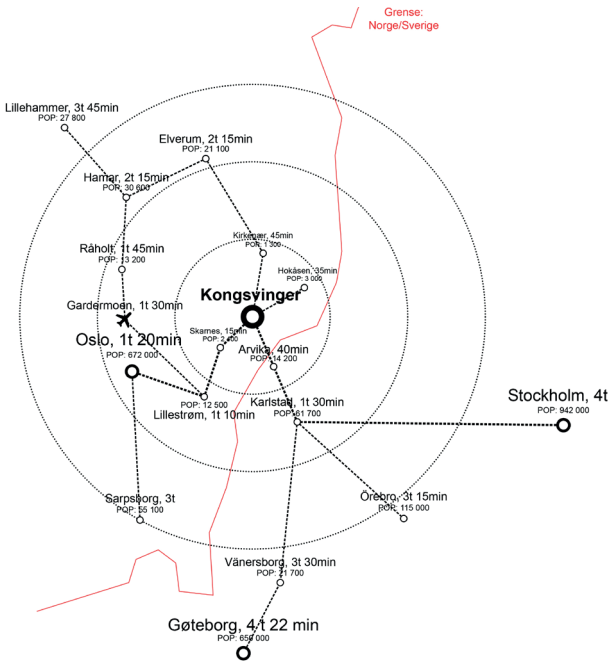 Grense:
Norge/Sverige
Lillehammer, 3t 45min
POP: 27 800
Elverum, 2t 15min
POP: 21 100
Hamar, 2t 15min
POP: 30 600
Kirkenær, 45min
POP: 1 300
Råholt, 1t 45min
POP: 13 200
Hokåsen, 35min
POP: 3 000
Kongsvinger
Gardermoen, 1t 30min
Skarnes, 15min
POP: 2 400
Oslo, 1t 20min
POP: 672 000
Arvika, 40min
POP: 14 200
Lillestrøm, 1t 10min
POP: 12 500
Karlstad, 1t 30min
POP: 61 700
Stockholm, 4t
POP: 942 000
Sarpsborg, 3t
POP: 55 100
Örebro, 3t 15min
POP: 115 000
Vänersborg, 3t 30min
POP: 21 700
Gøteborg, 4 t 22 min
POP: 650 000